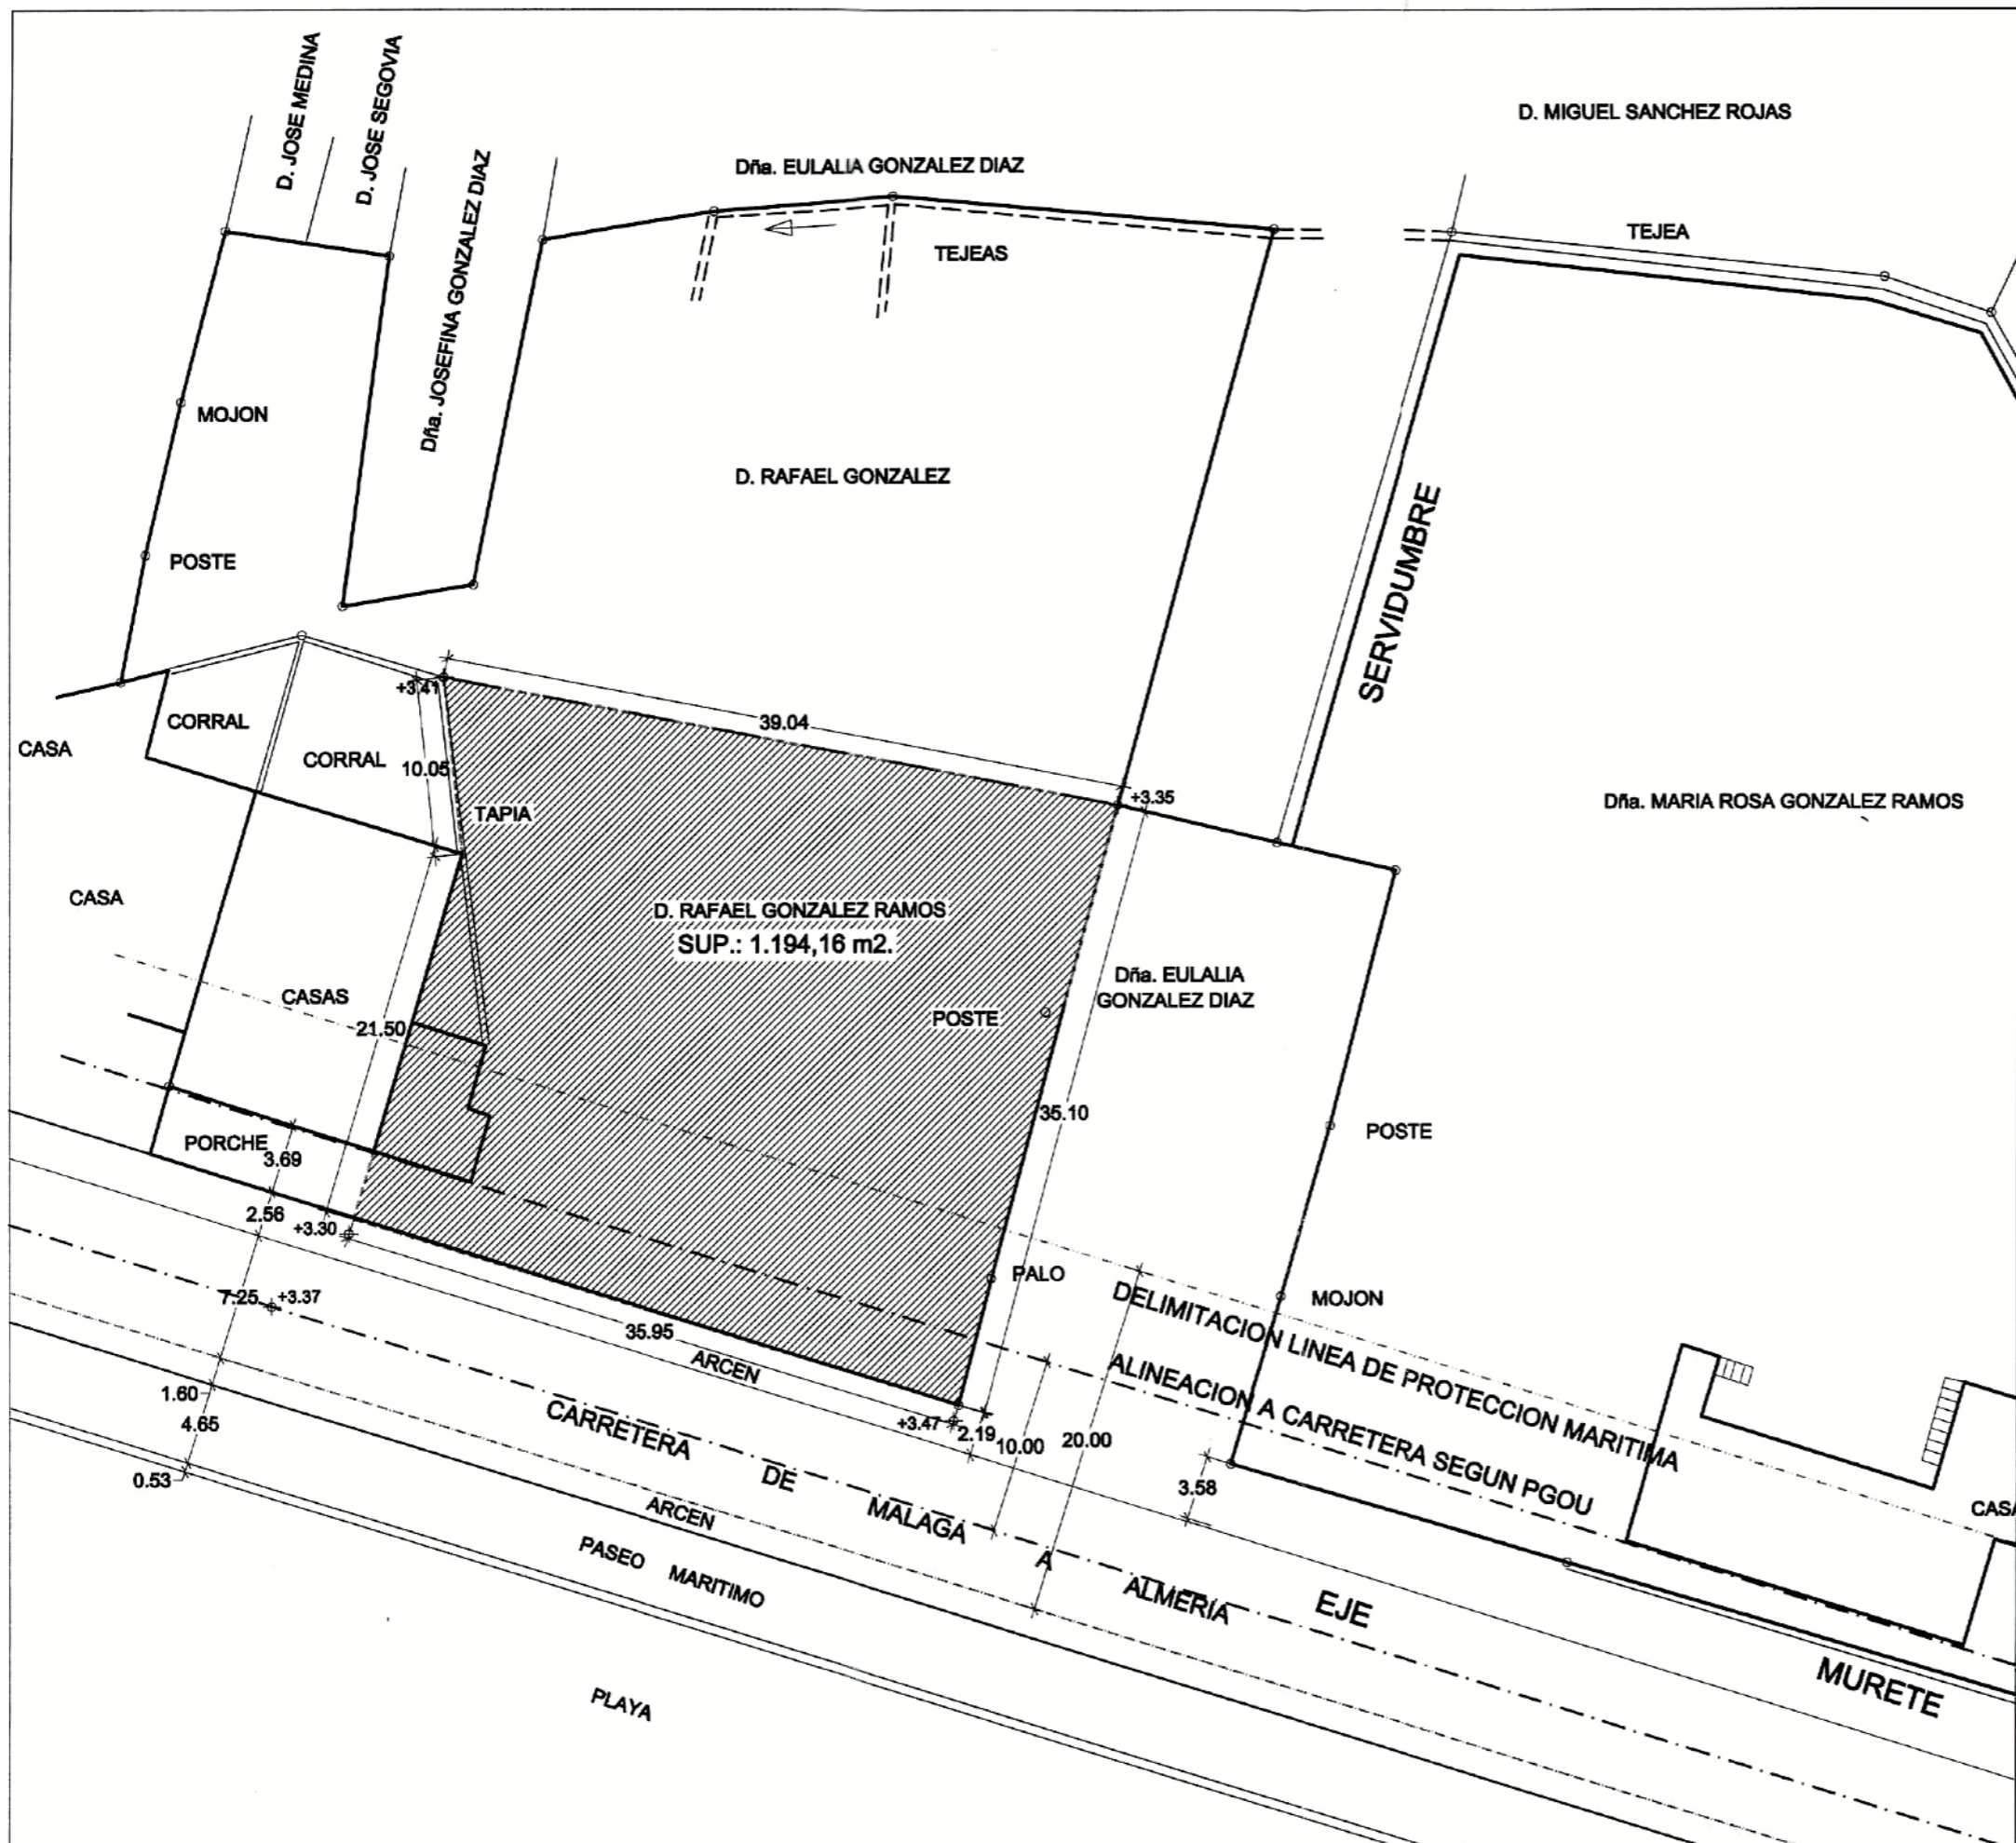 D. JOSE MEDINA
D. JOSE SEGOVIA
Dña. JOSEFINA GONZALEZ DIAZ
Dña. EULALIA GONZALEZ DIAZ
D. MIGUEL SANCHEZ ROJAS
TEJEAS
TEJEA
MOJON
D. RAFAEL GONZALEZ
POSTE
SERVIDUMBRE
+3.41
39.04
CORRAL
CASA
CORRAL
10.05
TAPIA
+3.35
Dña. MARIA ROSA GONZALEZ RAMOS
CASA
D. RAFAEL GONZALEZ RAMOS
SUP.: 1.194,16 m2.
Dña. EULALIA
GONZALEZ DIAZ
CASAS
21.50
POSTE
35.10
POSTE
PORCHE
3.69
2.56
+3.30
PALO
MOJON
7.25
+3.37
35.95
ARCEN
DELIMITACION LINEA DE PROTECCION MARITIMA
ALINEACION A CARRETERA SEGUN PGOU
1.60
4.65
0.53
+3.47
2.19
10.00
20.00
3.58
CASA
CARRETERA DE MALAGA A ALMERIA
EJE
ARCEN
PASEO MARITIMO
MURETE
PLAYA